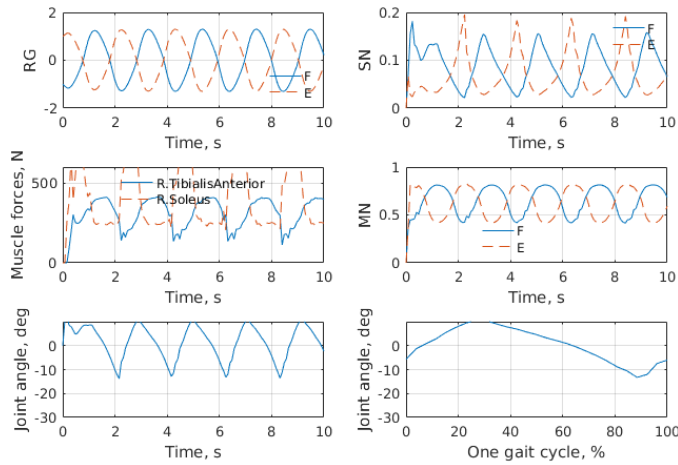 2
0
-2
RG
0 2 4 6 8 10
Time, s
F
E
0.2
0.1
0
SN
0 2 4 6 8 10
Time, s
F
E
500
0
Muscle forces, N
0 2 4 6 8 10
Time, s
R.TibialisAnterior
R.Soleus
1
0.5
0
MN
0 2 4 6 8 10
Time, s
F
E
0
-10
-20
-30
Joint angle, deg
0 2 4 6 8 10
Time, s
0
-10
-20
-30
Joint angle, deg
0 20 40 60 80 100
One gait cycle, %